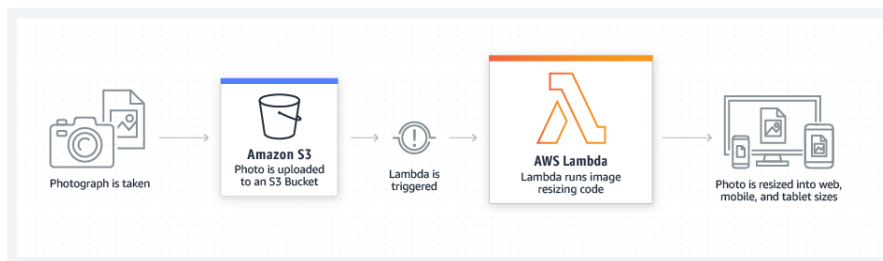 Photograph is taken
Amazon S3
Photo is uploaded
to an S3 Bucket
Lambda is
triggered
AWS Lambda
Lambda runs image
resizing code
Photo is resized into web,
mobile, and tablet sizes